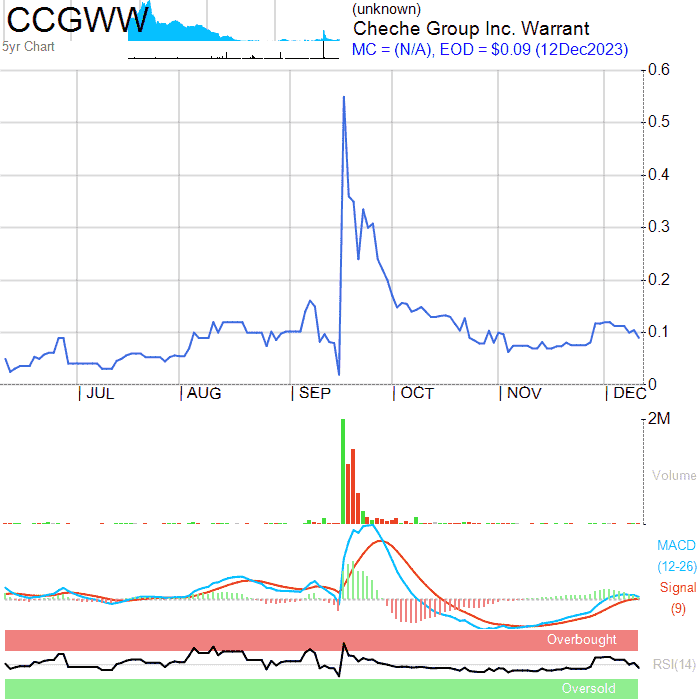 CCGWW
5yr Chart
(unknown)
Cheche Group Inc. Warrant
MC = (N/A), EOD = $0.09 (12Dec2023)
0.6
0.5
0.4
0.3
0.2
0.1
0
JUL AUG SEP OCT NOV DEC
2M
Volume
MACD
(12-26)
Signal
(9)
Overbought
RSI(14)
Oversold